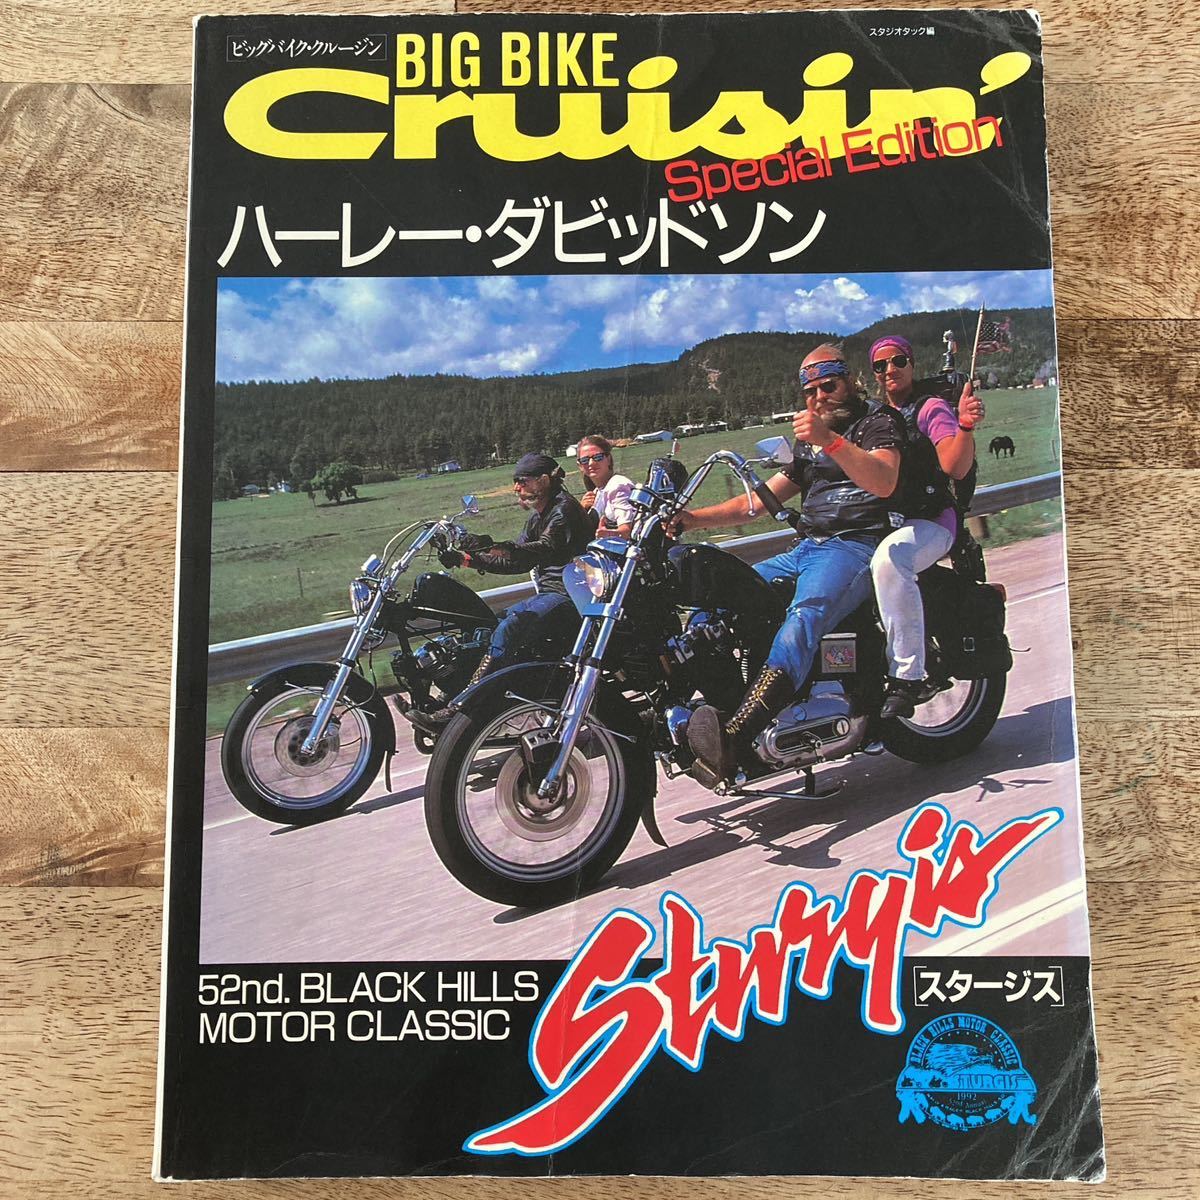 [ビッグバイク・クルージン]
BIG BIKE
スタジオタック編
Cruisin'
Special Edition
ハーレー・ダビッドソン
Sturgis
52nd. BLACK HILLS
MOTOR CLASSIC
[スタージス]
BLACK HILLS MOTOR CLASSIC
STURGIS
1992